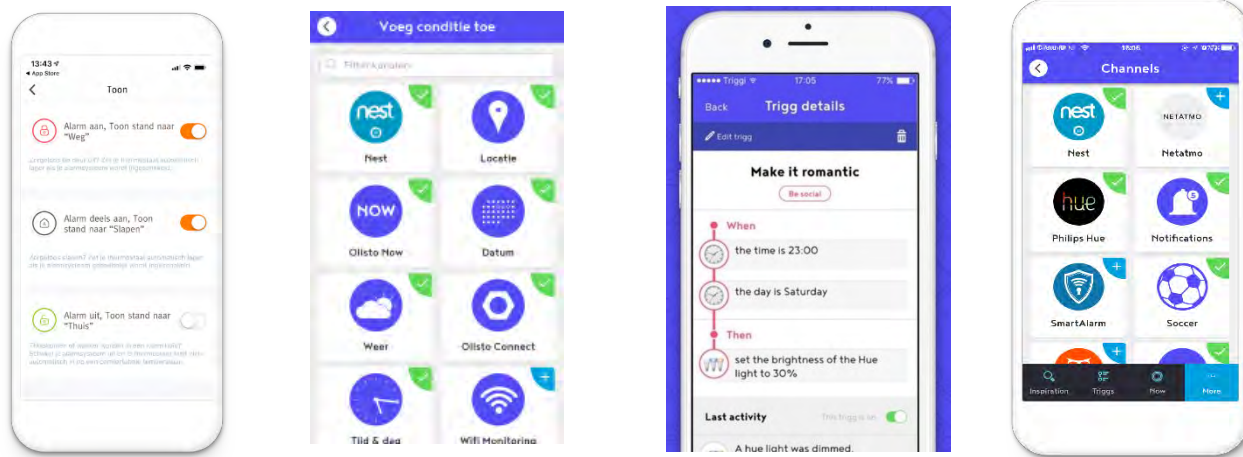 13:43
App Store
Toon
Alarm aan, Toon stand naar
"Weg"
Alarm deels aan, Toon
stand naar "Slapen"
Alarm uit, Toon stand naar
"Thuis"
Voeg conditie toe
Filter kanalen
nest
Nest
Locatie
NOW
Olisto Now
Datum
Weer
Olisto Connect
Tijd & dag
Wifi Monitoring
Triggi
17:05
77%
Back
Trigg details
Edit trigg
Make it romantic
Be social
When
the time is 23:00
the day is Saturday
Then
set the brightness of the Hue
light to 30%
Last activity
This trigg is on
A hue light was dimmed.
Channels
nest
NETATMO
Nest
Netatmo
hue
5
Philips Hue
Notifications
SmartAlarm
Soccer
Inspiration
Triggs
Now
More